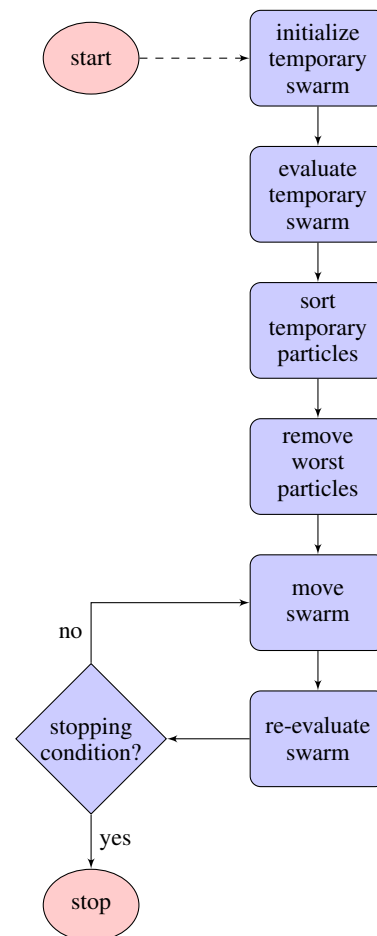 start
initialize
temporary
swarm
evaluate
temporary
swarm
sort
temporary
particles
remove
worst
particles
move
swarm
no
stopping
condition?
re-evaluate
swarm
yes
stop